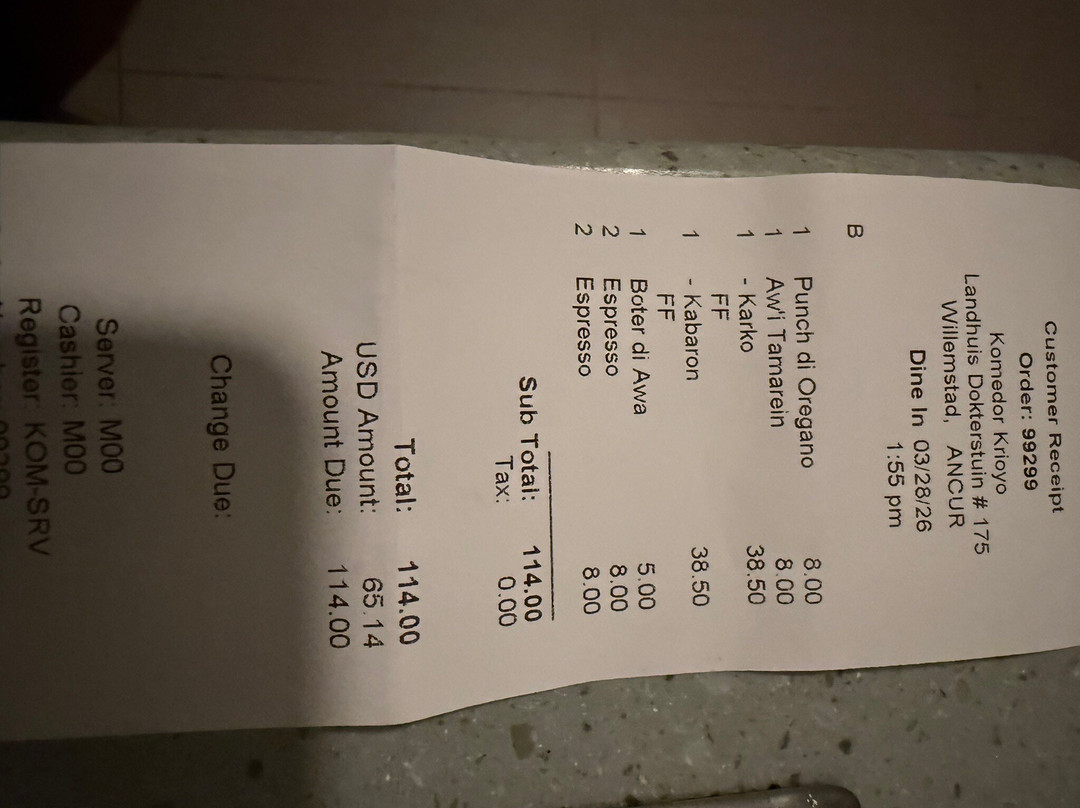 Customer Receipt
Order: 99299
Komedor Krioyo
Landhuis Dokterstuin # 175
Willemstad, ANCUR
Dine In 03/28/26
1:55 pm
B
1 Punch di Oregano 8.00
1 Aw'i Tamarein 8.00
1 - Karko 38.50
FF
1 - Kabaron 38.50
FF
1 Boter di Awa 5.00
2 Espresso 8.00
2 Espresso 8.00
Sub Total: 114.00
Tax: 0.00
Total: 114.00
USD Amount: 65.14
Amount Due: 114.00
Change Due:
Server: M00
Cashier: M00
Register: KOM-SRV